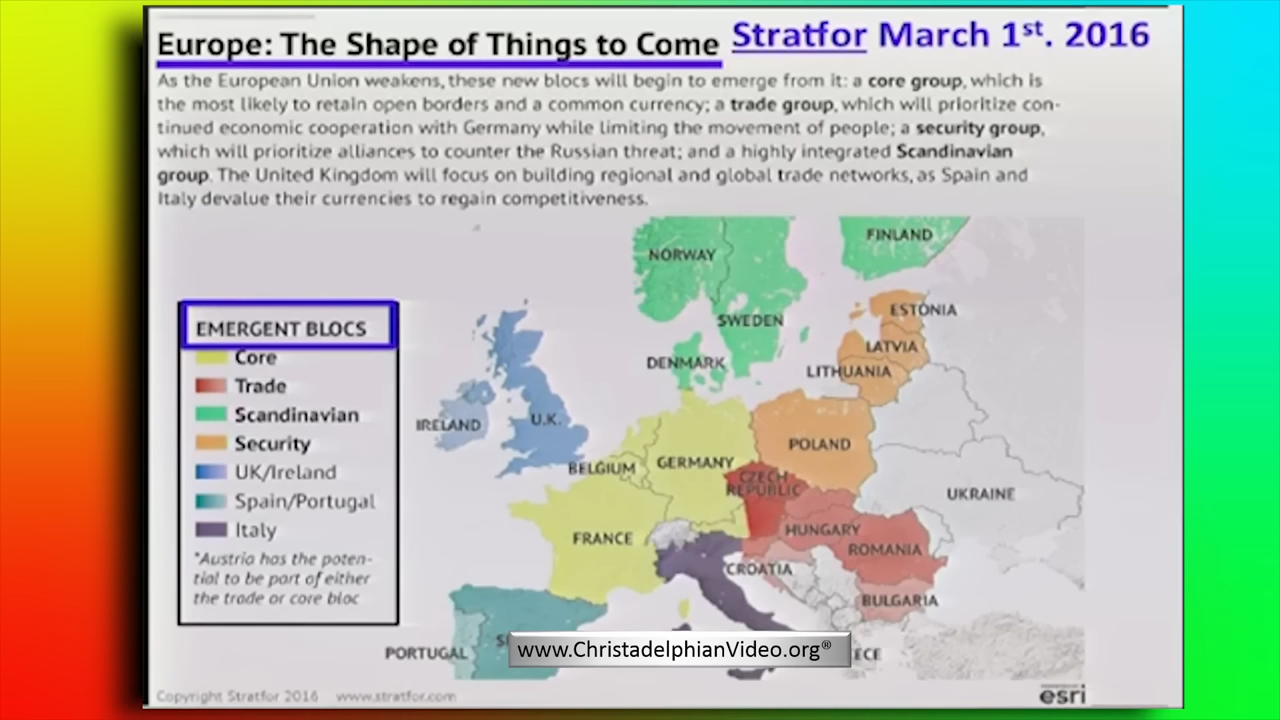 Europe: The Shape of Things to Come
Stratfor March 1st. 2016
As the European Union weakens, these new blocs will begin to emerge from it: a core group, which is
the most likely to retain open borders and a common currency; a trade group, which will prioritize con-
tinued economic cooperation with Germany while limiting the movement of people; a security group,
which will prioritize alliances to counter the Russian threat; and a highly integrated Scandinavian
group. The United Kingdom will focus on building regional and global trade networks, as Spain and
Italy devalue their currencies to regain competitiveness.
EMERGENT BLOCS
Core
Trade
Scandinavian
Security
UK/Ireland
Spain/Portugal
Italy
*Austria has the poten-
tial to be part of either
the trade or core bloc
FINLAND
NORWAY
ESTONIA
SWEDEN
LATVIA
DENMARK
LITHUANIA
IRELAND
U.K.
POLAND
BELGIUM
GERMANY
CZECH
REPUBLIC
UKRAINE
HUNGARY
FRANCE
ROMANIA
CROATIA
BULGARIA
PORTUGAL
www.ChristadelphianVideo.org®
ECE
Copyright Stratfor 2016 www.stratfor.com
esri